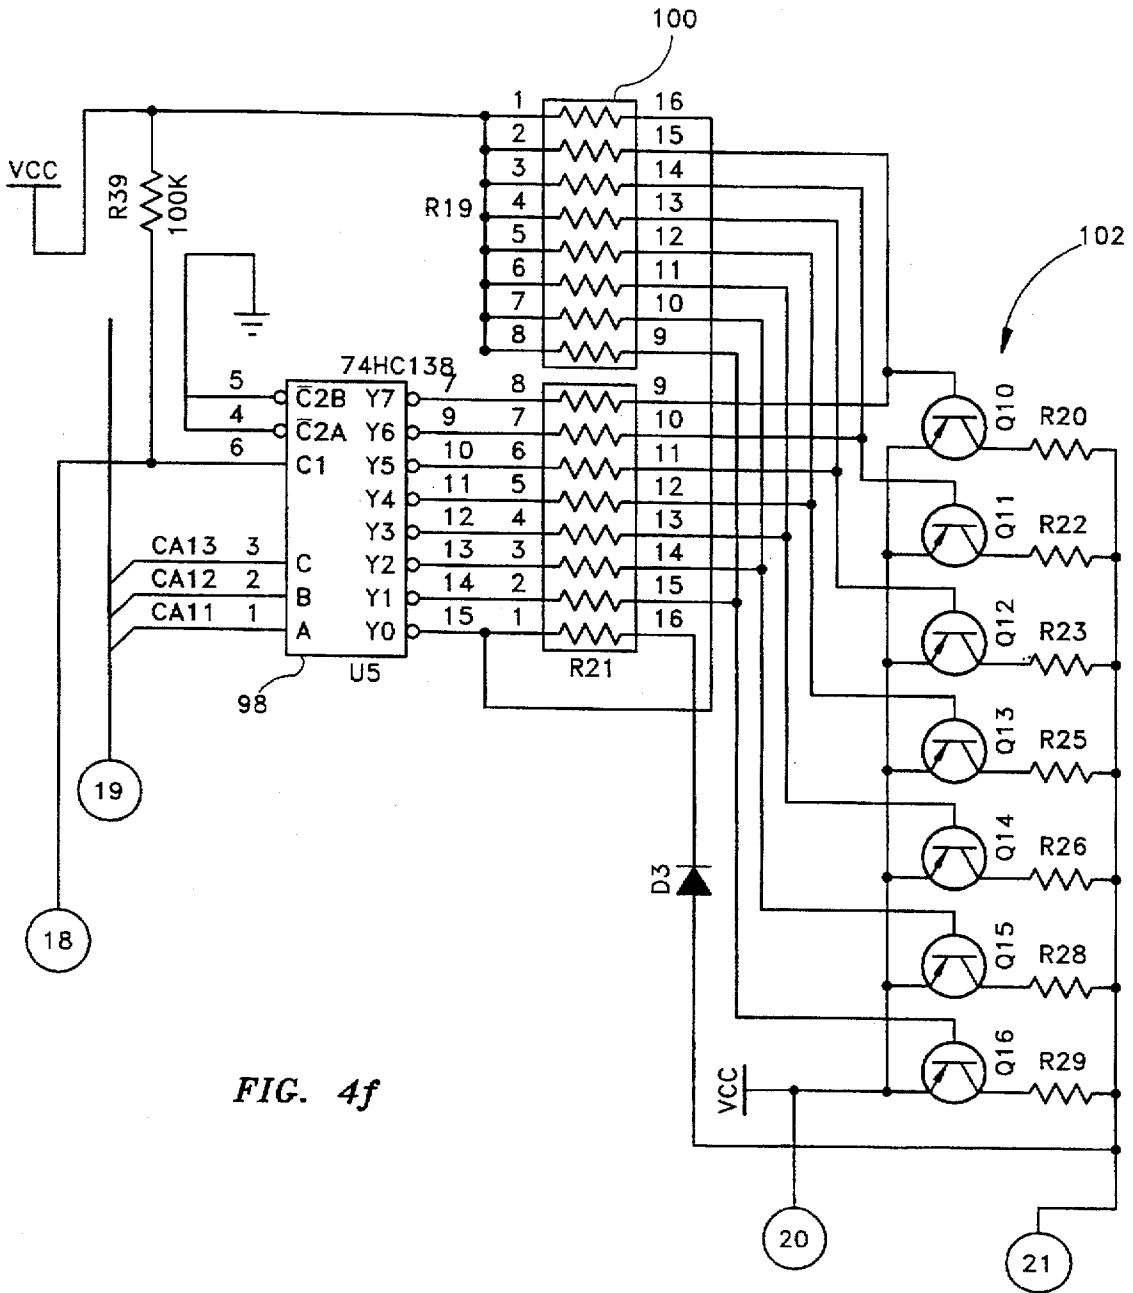 100
1 16
2 15
VCC
3 14
R39
100K
R19
4 13
5 12
102
6 11
7 10
8 9
74HC138
5 C̅2B Y7 7 8 9
4 C̅2A Y6 9 7 10
6 C1 Y5 10 6 11
Y4 11 5 12
Y3 12 4 13
CA13 3 C Y2 13 3 14
CA12 2 B Y1 14 2 15
CA11 1 A Y0 15 1 16
U5
R21
98
Q10 R20
Q11 R22
Q12 R23
Q13 R25
Q14 R26
Q15 R28
Q16 R29
19
D3
18
VCC
FIG. 4f
20
21